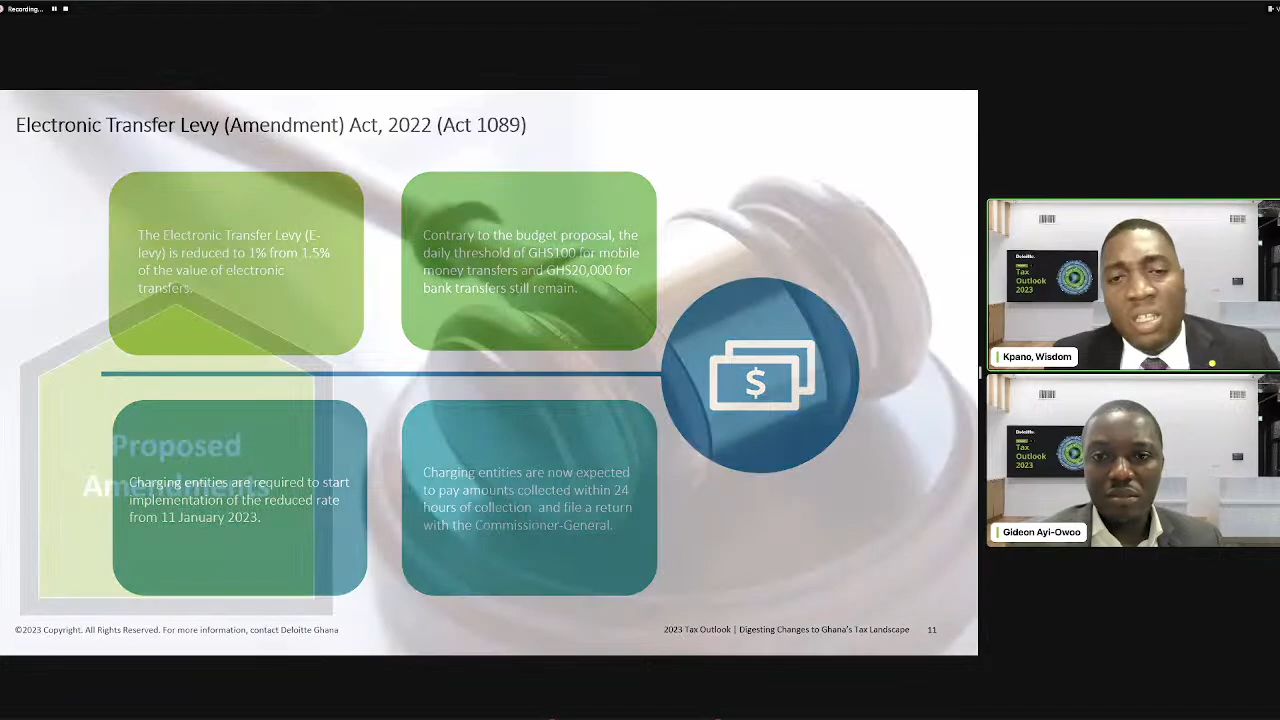 Recording...
Electronic Transfer Levy (Amendment) Act, 2022 (Act 1089)
The Electronic Transfer Levy (E-
levy) is reduced to 1% from 1.5%
of the value of electronic
transfers.
Contrary to the budget proposal, the
daily threshold of GHS100 for mobile
money transfers and GHS20,000 for
bank transfers still remain.
Proposed
Amendments
Charging entities are required to start
implementation of the reduced rate
from 11 January 2023.
Charging entities are now expected
to pay amounts collected within 24
hours of collection and file a return
with the Commissioner-General.
$
©2023 Copyright. All Rights Reserved. For more information, contact Deloitte Ghana
2023 Tax Outlook | Digesting Changes to Ghana's Tax Landscape
11
Deloitte.
Tax
Outlook
2023
Kpano, Wisdom
Deloitte.
Tax
Outlook
2023
Gideon Ayi-Owoo